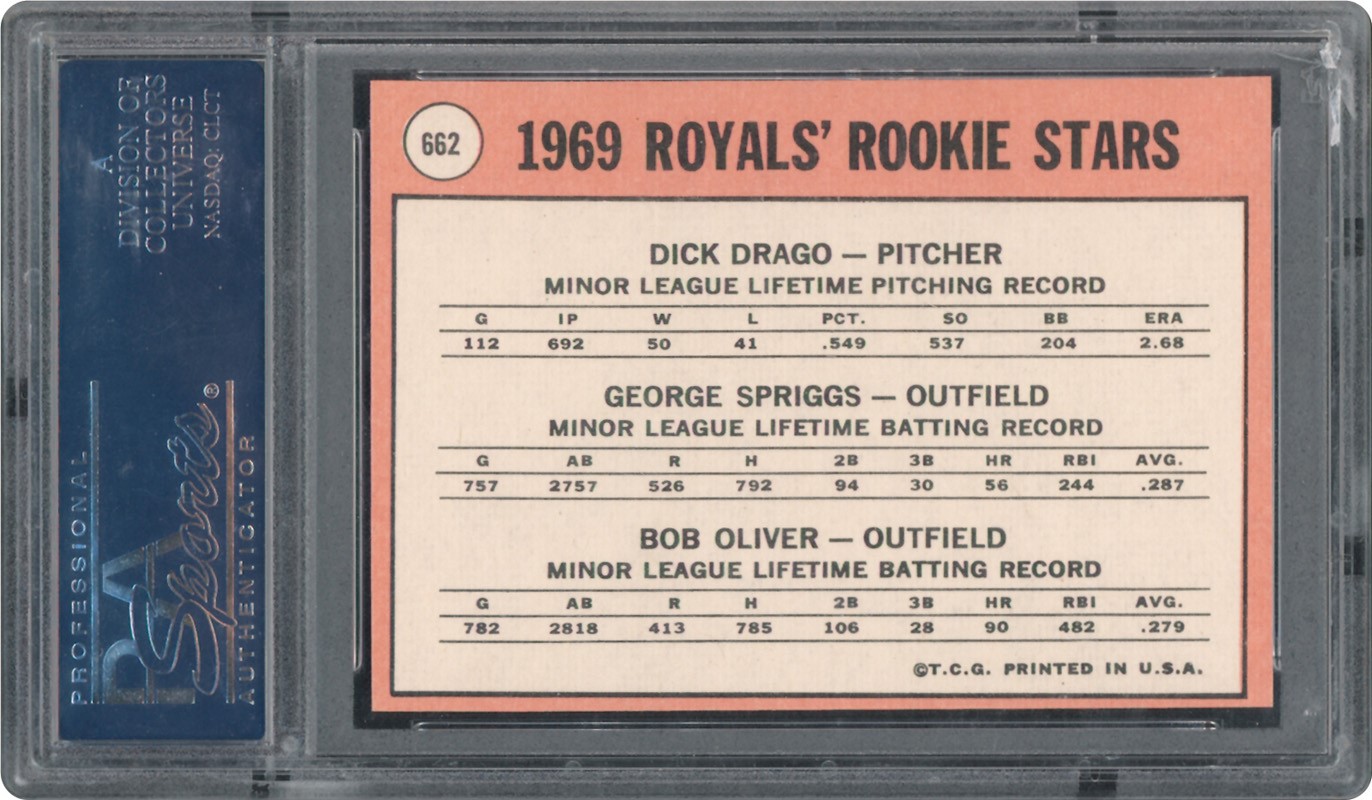 A
DIVISION OF
COLLECTORS
UNIVERSE
NASDAQ: CLCT
PROFESSIONAL
PSA
Sports®
AUTHENTICATOR
662
1969 ROYALS' ROOKIE STARS
DICK DRAGO — PITCHER
MINOR LEAGUE LIFETIME PITCHING RECORD
G IP W L PCT. SO BB ERA
112 692 50 41 .549 537 204 2.68
GEORGE SPRIGGS — OUTFIELD
MINOR LEAGUE LIFETIME BATTING RECORD
G AB R H 2B 3B HR RBI AVG.
757 2757 526 792 94 30 56 244 .287
BOB OLIVER — OUTFIELD
MINOR LEAGUE LIFETIME BATTING RECORD
G AB R H 2B 3B HR RBI AVG.
782 2818 413 785 106 28 90 482 .279
©T.C.G. PRINTED IN U.S.A.